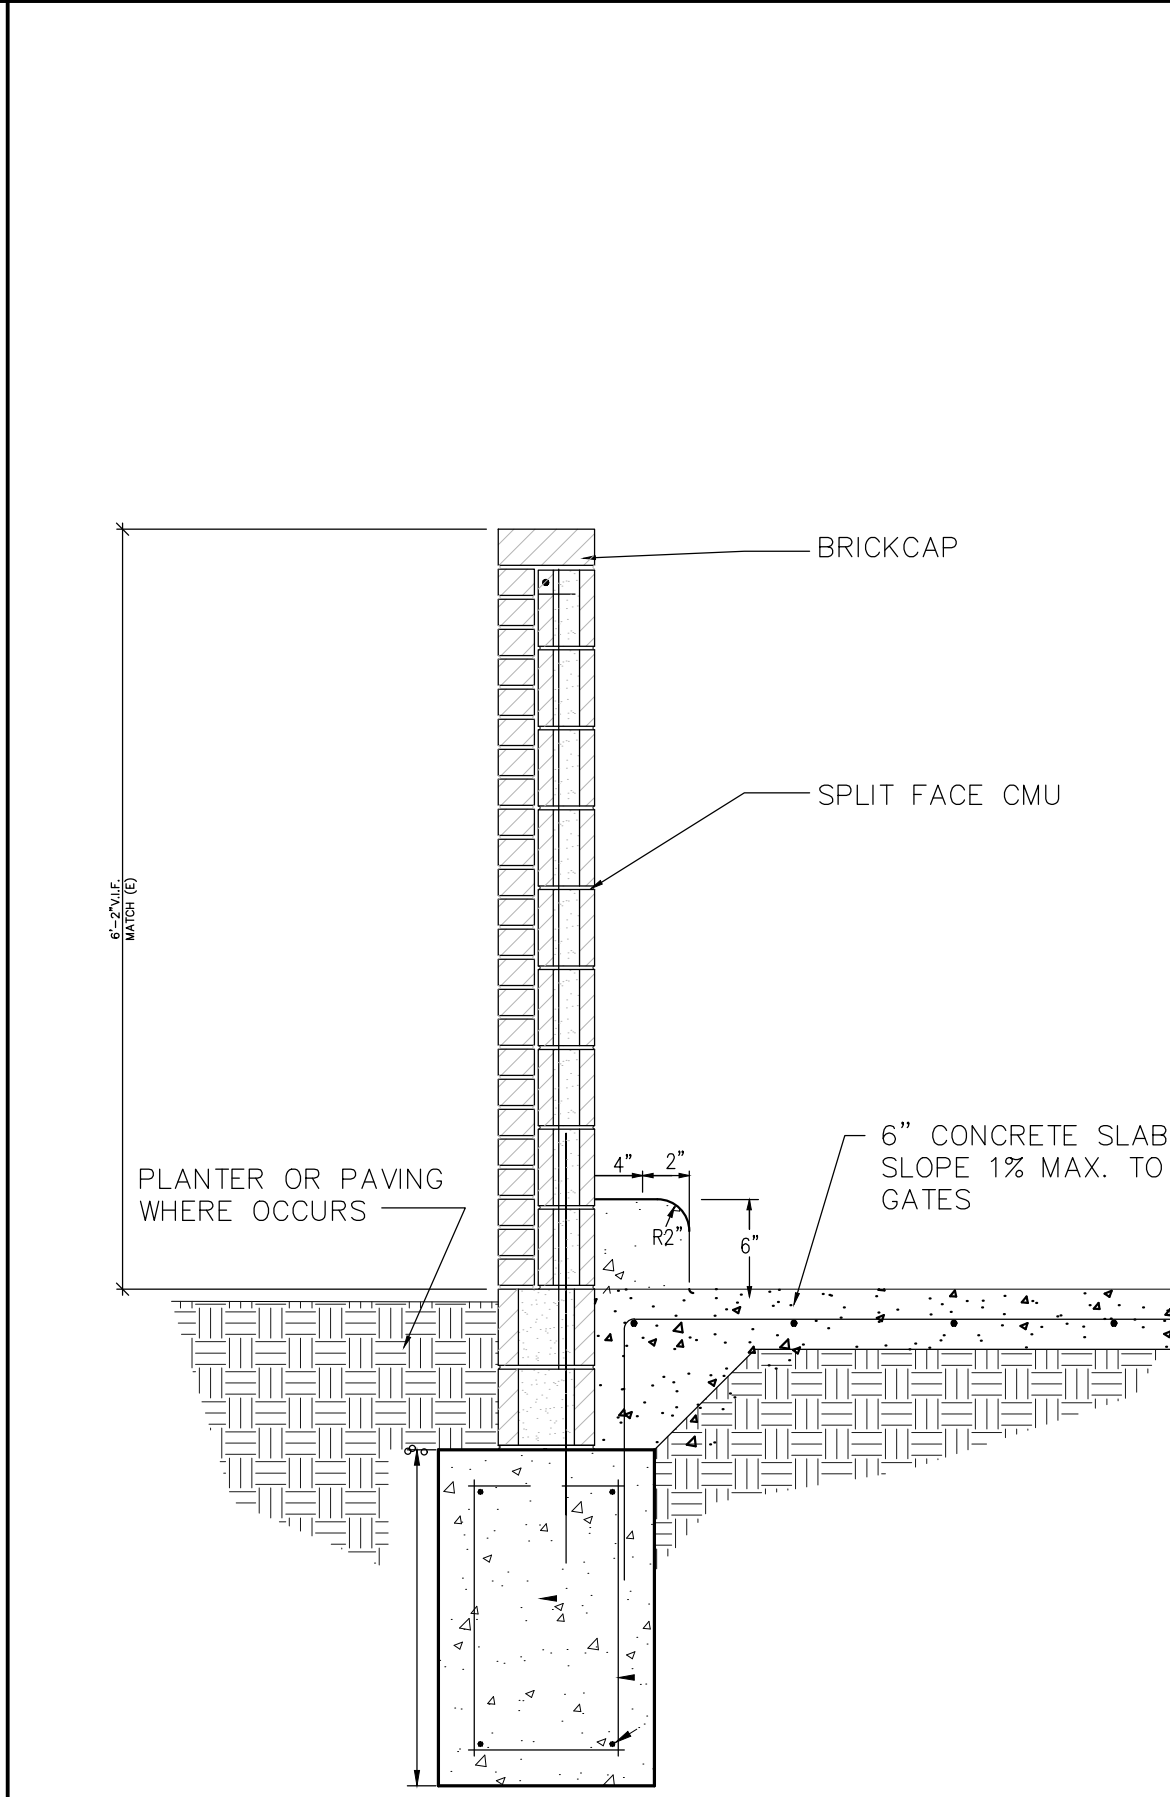 BRICKCAP
SPLIT FACE CMU
6'-2"V.I.F.
MATCH (E)
6" CONCRETE SLAB
SLOPE 1% MAX. TO
GATES
PLANTER OR PAVING
WHERE OCCURS
4"
2"
R2"
6"